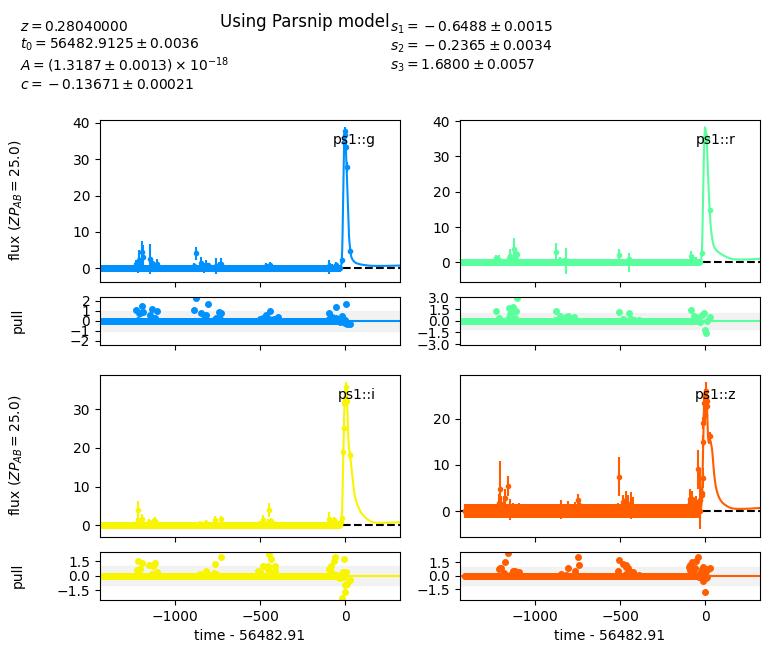 Using Parsnip model
z = 0.28040000
t₀ = 56482.9125 ± 0.0036
A = (1.3187 ± 0.0013) × 10⁻¹⁸
c = −0.13671 ± 0.00021
s₁ = −0.6488 ± 0.0015
s₂ = −0.2365 ± 0.0034
s₃ = 1.6800 ± 0.0057
flux (ZP_AB = 25.0)
40
30
20
10
0
ps1::g
40
30
20
10
0
ps1::r
pull
2
1
0
−1
−2
3.0
1.5
0.0
−1.5
−3.0
flux (ZP_AB = 25.0)
30
20
10
0
ps1::i
20
10
0
ps1::z
pull
1.5
0.0
−1.5
1.5
0.0
−1.5
−1000
−500
0
time - 56482.91
−1000
−500
0
time - 56482.91